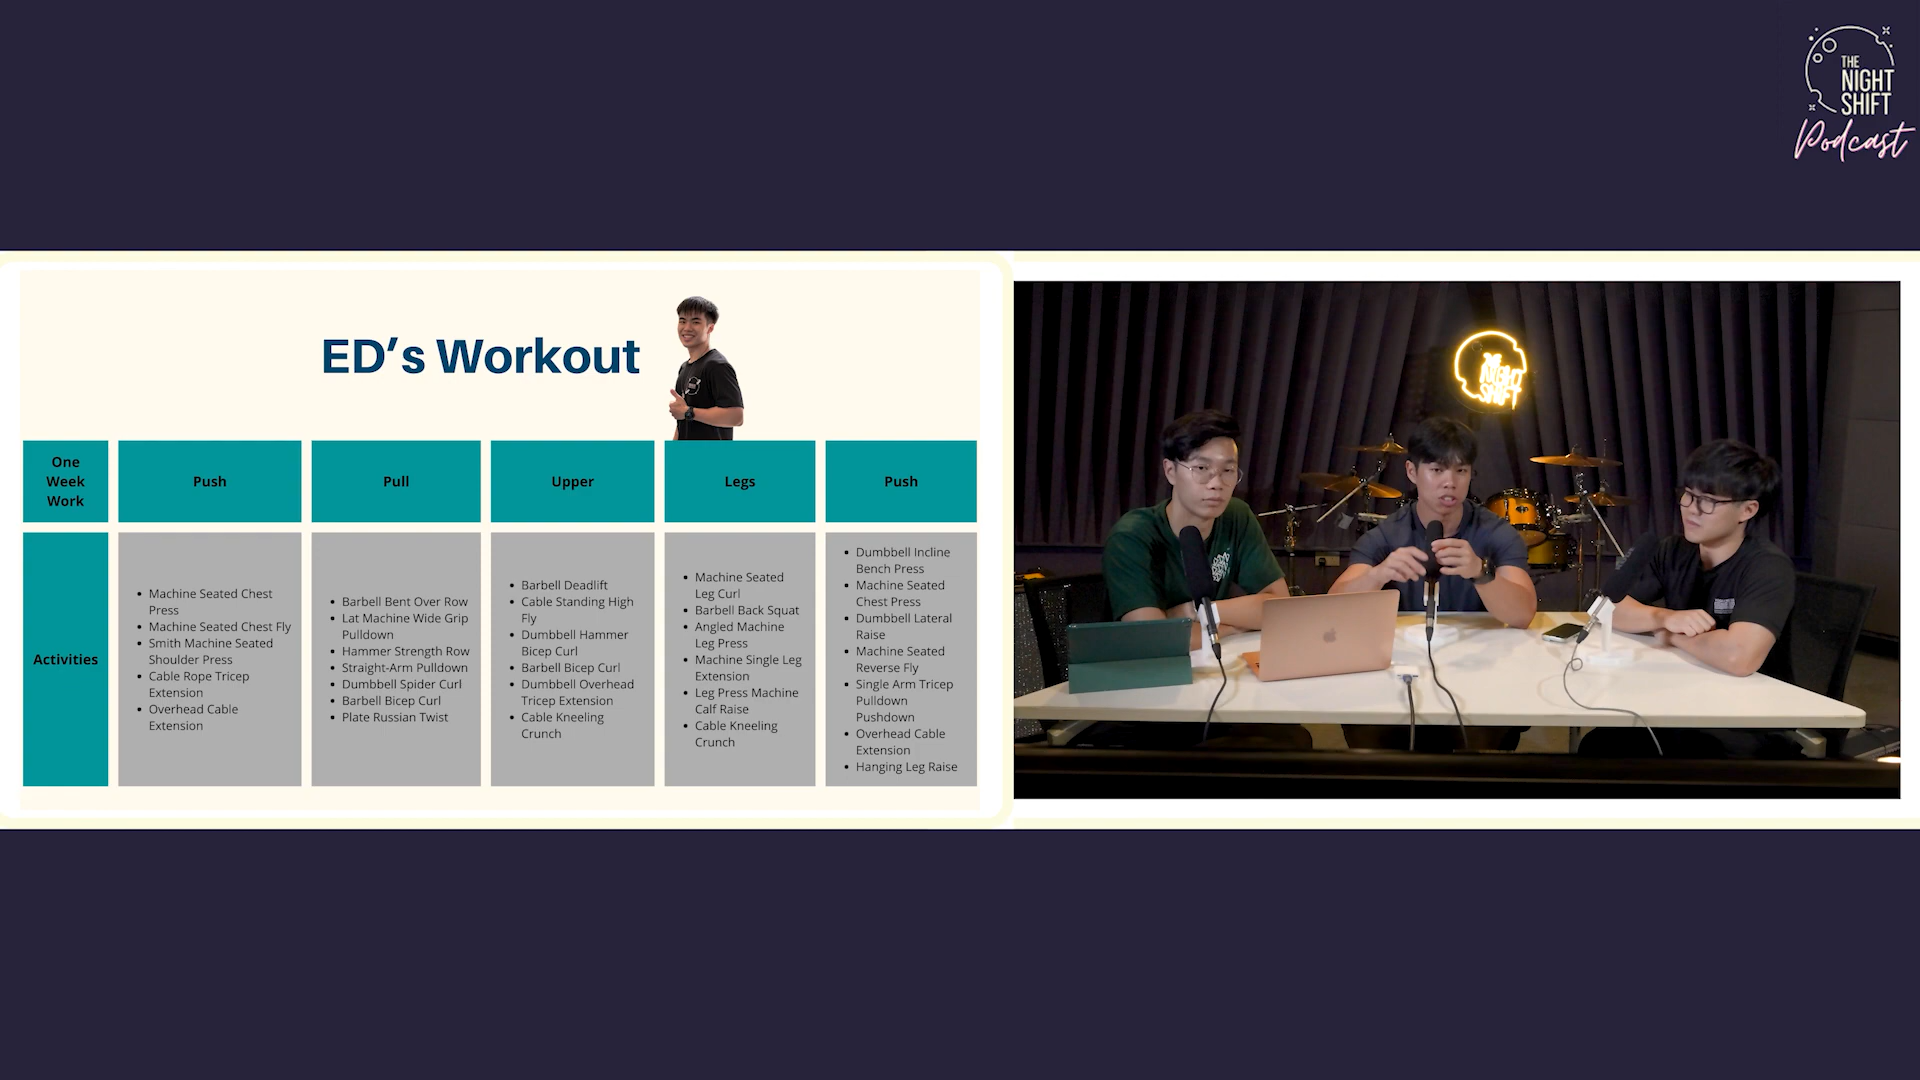 THE
NIGHT
SHIFT
Podcast
ED’s Workout
One
Week
Work
Push
Pull
Upper
Legs
Push
Activities
• Machine Seated Chest
Press
• Machine Seated Chest Fly
• Smith Machine Seated
Shoulder Press
• Cable Rope Tricep
Extension
• Overhead Cable
Extension
• Barbell Bent Over Row
• Lat Machine Wide Grip
Pulldown
• Hammer Strength Row
• Straight-Arm Pulldown
• Dumbbell Spider Curl
• Barbell Bicep Curl
• Plate Russian Twist
• Barbell Deadlift
• Cable Standing High
Fly
• Dumbbell Hammer
Bicep Curl
• Barbell Bicep Curl
• Dumbbell Overhead
Tricep Extension
• Cable Kneeling
Crunch
• Machine Seated
Leg Curl
• Barbell Back Squat
• Angled Machine
Leg Press
• Machine Single Leg
Extension
• Leg Press Machine
Calf Raise
• Cable Kneeling
Crunch
• Dumbbell Incline
Bench Press
• Machine Seated
Chest Press
• Dumbbell Lateral
Raise
• Machine Seated
Reverse Fly
• Single Arm Tricep
Pulldown
Pushdown
• Overhead Cable
Extension
• Hanging Leg Raise
NIGHT
SHIFT